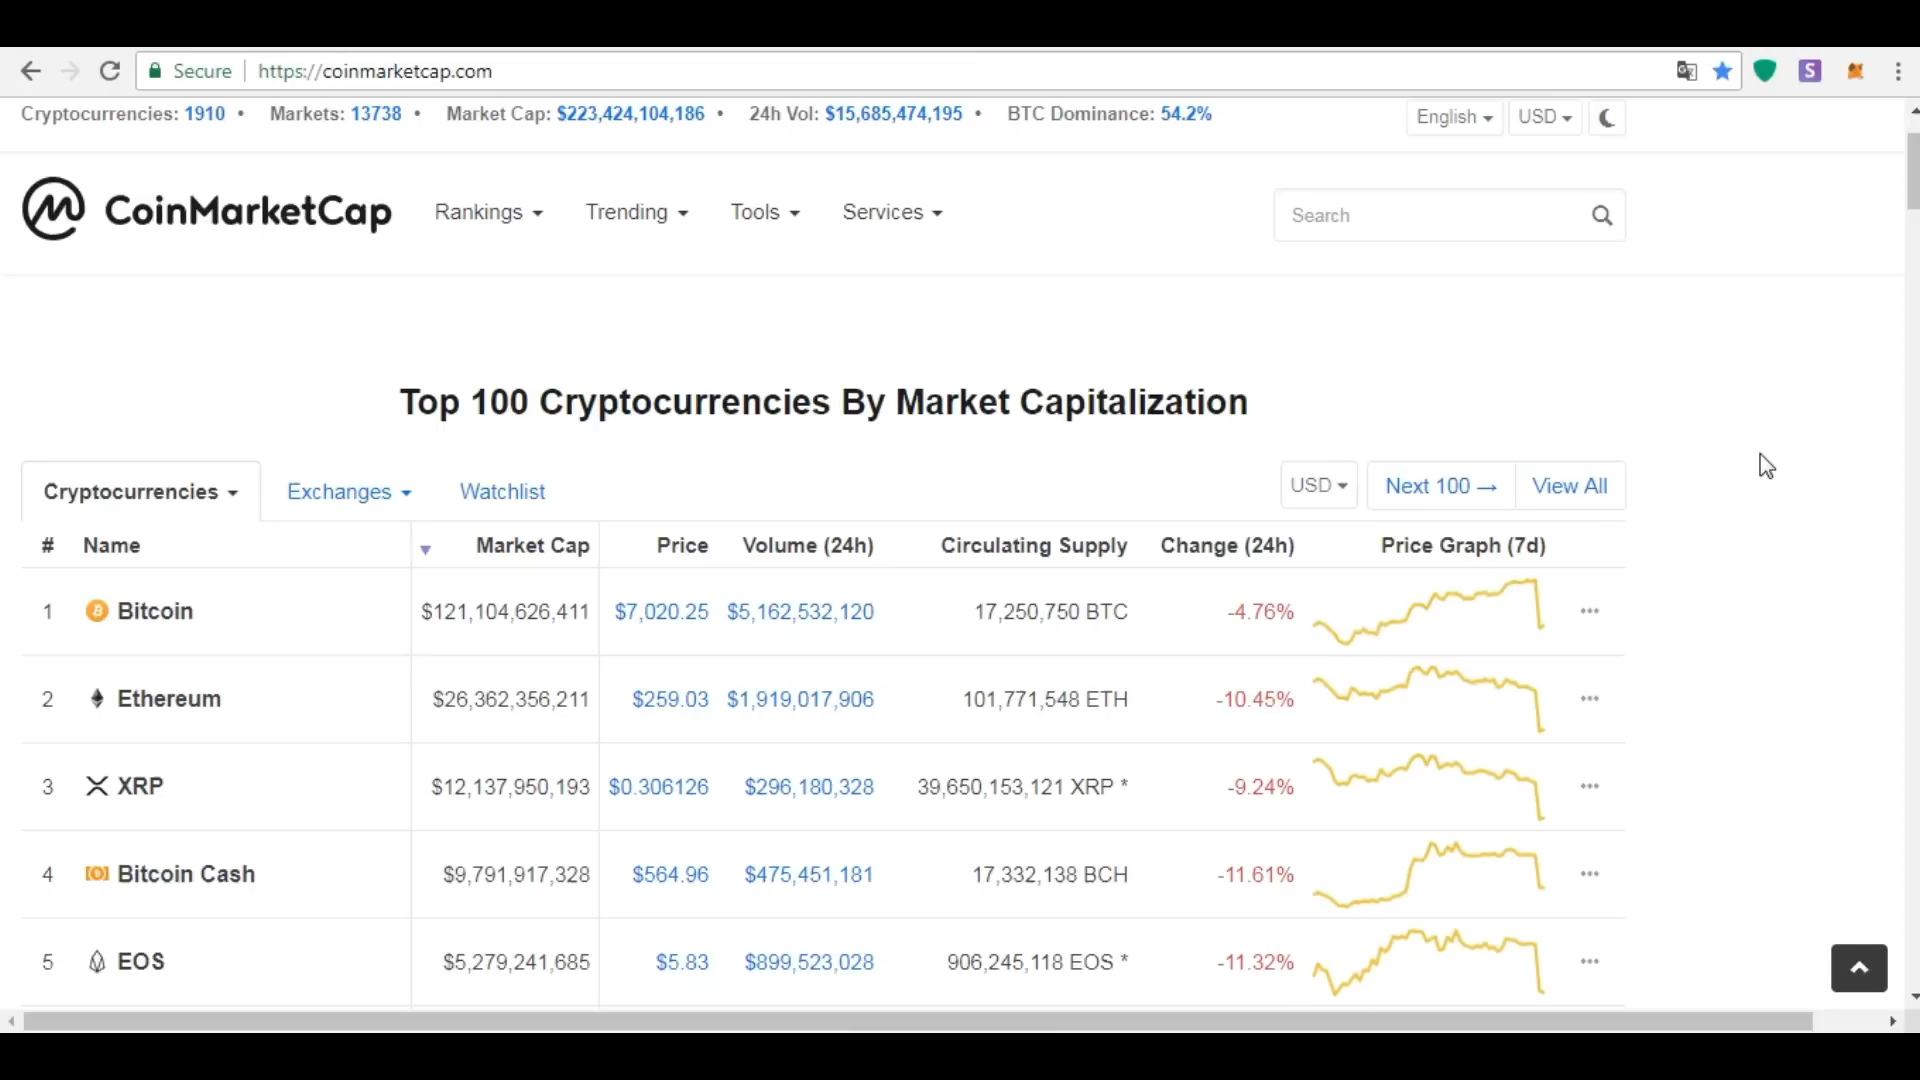 Secure | https://coinmarketcap.com
Cryptocurrencies: 1910 • Markets: 13738 • Market Cap: $223,424,104,186 • 24h Vol: $15,685,474,195 • BTC Dominance: 54.2% English USD
CoinMarketCap Rankings Trending Tools Services Search
Top 100 Cryptocurrencies By Market Capitalization
Cryptocurrencies Exchanges Watchlist USD Next 100 → View All
# Name Market Cap Price Volume (24h) Circulating Supply Change (24h) Price Graph (7d)
1 Bitcoin $121,104,626,411 $7,020.25 $5,162,532,120 17,250,750 BTC -4.76%
2 Ethereum $26,362,356,211 $259.03 $1,919,017,906 101,771,548 ETH -10.45%
3 XRP $12,137,950,193 $0.306126 $296,180,328 39,650,153,121 XRP * -9.24%
4 Bitcoin Cash $9,791,917,328 $564.96 $475,451,181 17,332,138 BCH -11.61%
5 EOS $5,279,241,685 $5.83 $899,523,028 906,245,118 EOS * -11.32%